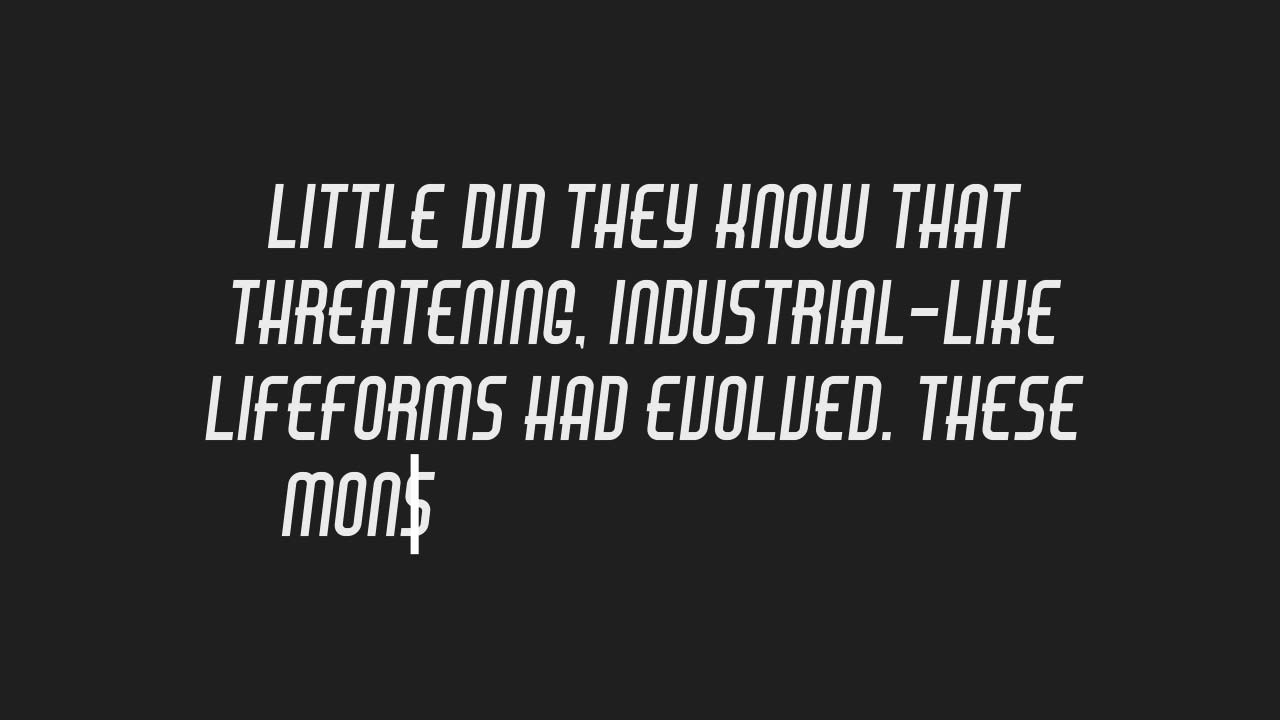 LITTLE DID THEY KNOW THAT
THREATENING, INDUSTRIAL-LIKE
LIFEFORMS HAD EVOLVED. THESE
MONS